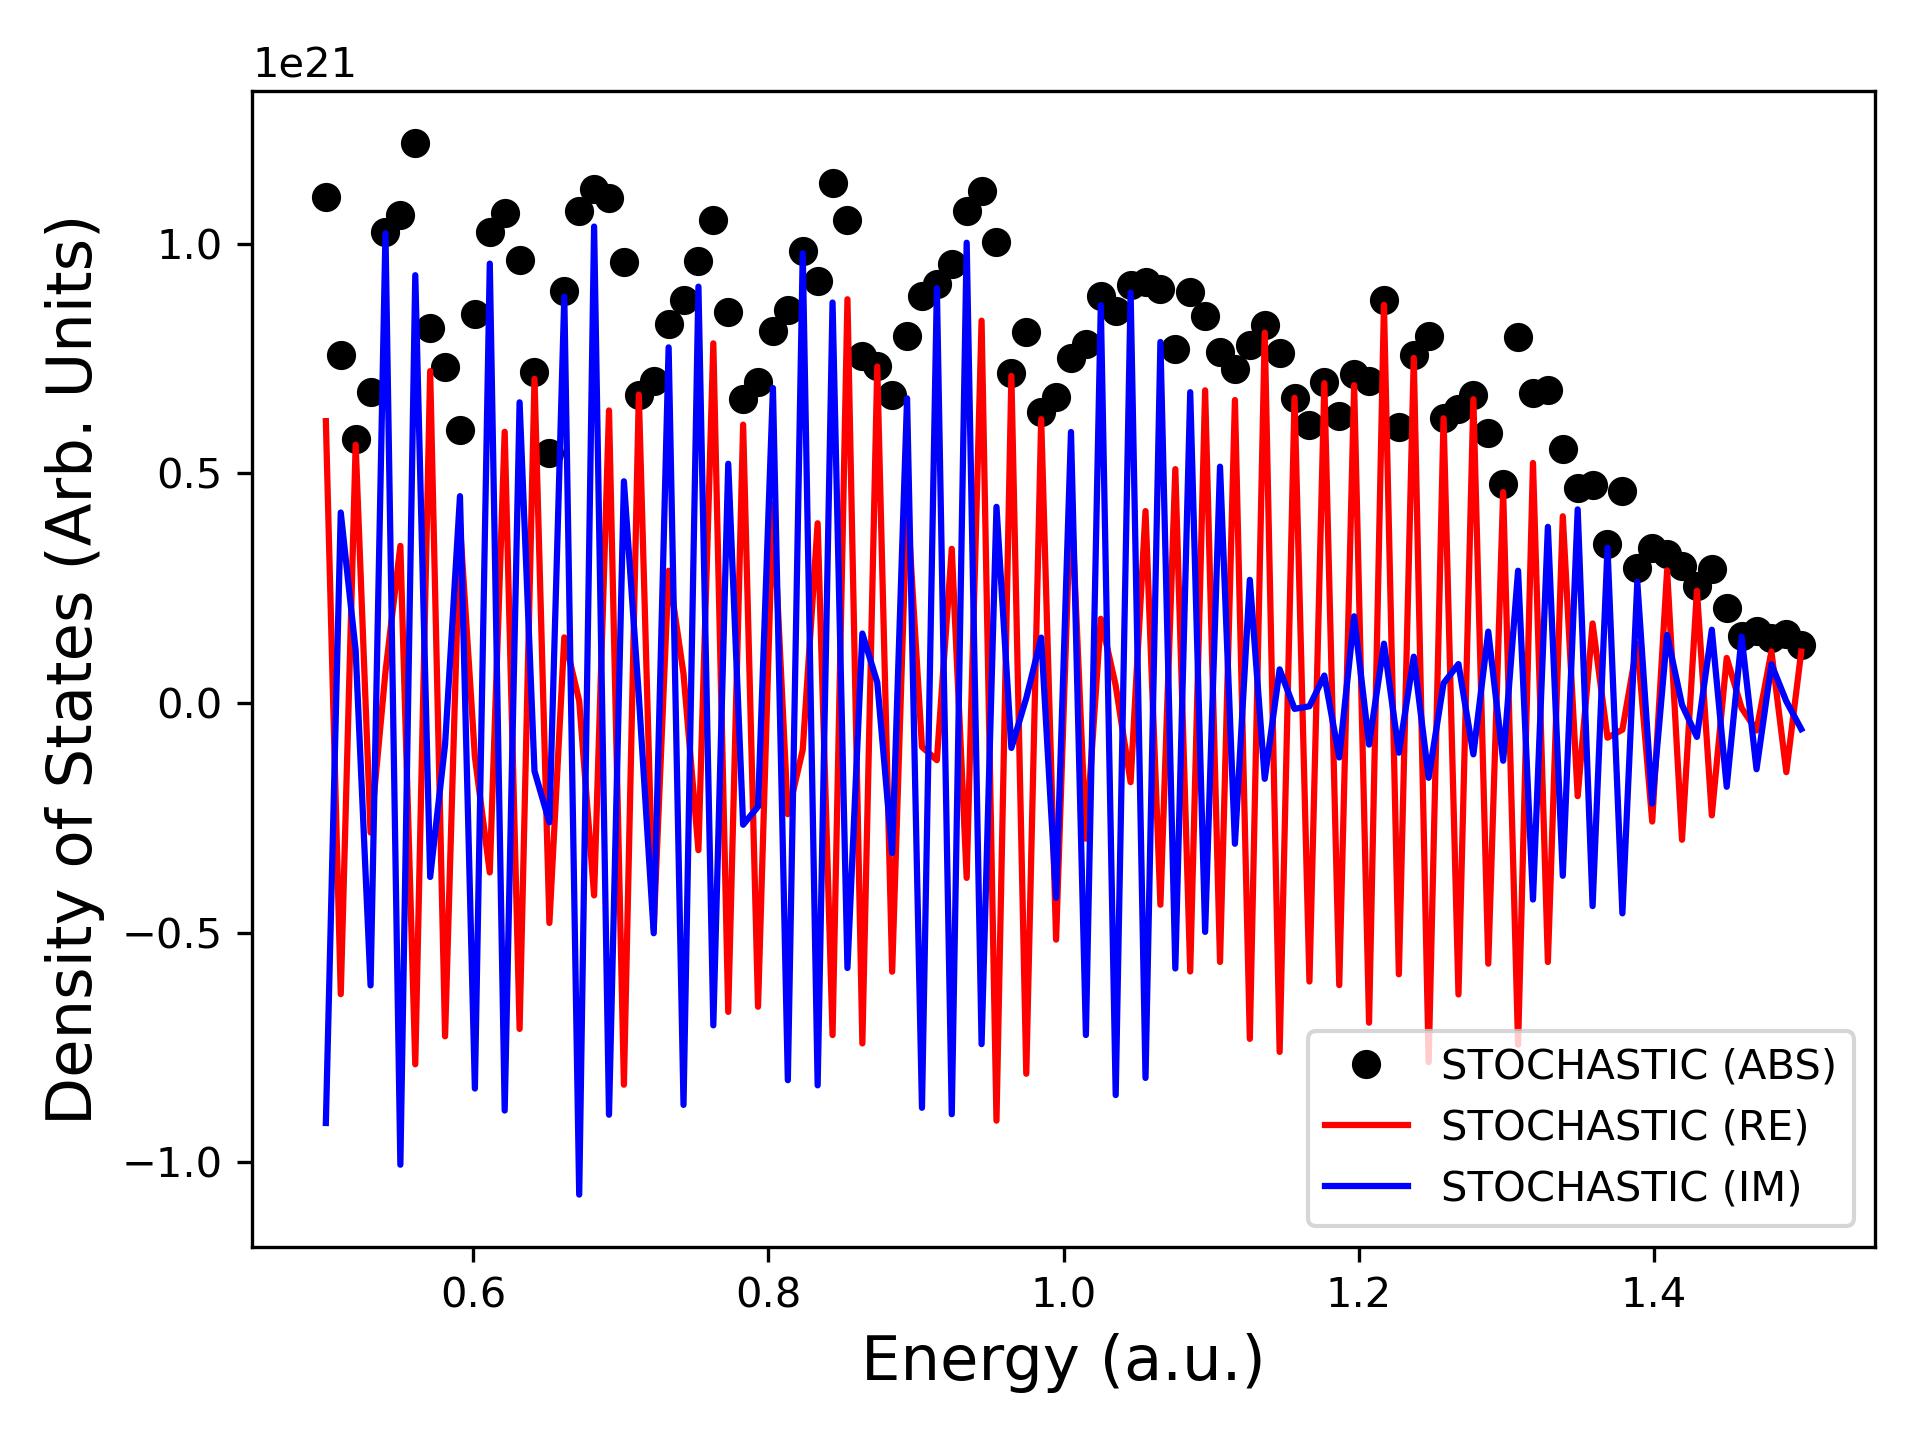 1e21
Density of States (Arb. Units)
1.0
0.5
0.0
−0.5
−1.0
STOCHASTIC (ABS)
STOCHASTIC (RE)
STOCHASTIC (IM)
0.6 0.8 1.0 1.2 1.4
Energy (a.u.)